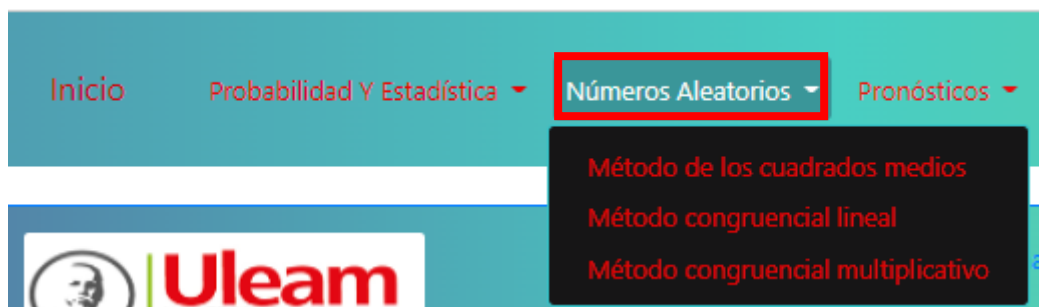 Inicio Probabilidad Y Estadística Números Aleatorios Pronósticos
Método de los cuadrados medios
Método congruencial lineal
Método congruencial multiplicativo
Uleam